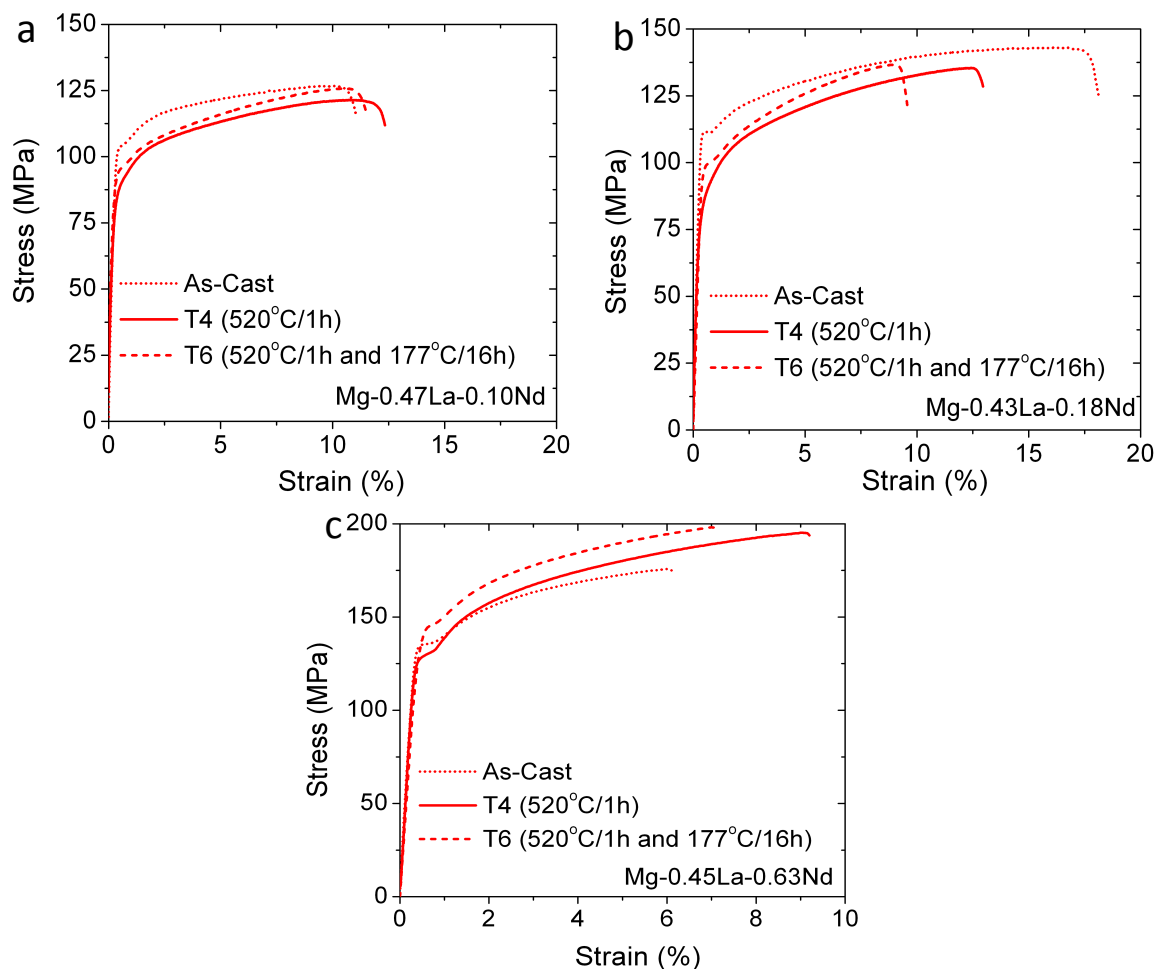 a
150
125
100
75
50
25
0
Stress (MPa)
As-Cast
T4 (520°C/1h)
T6 (520°C/1h and 177°C/16h)
Mg-0.47La-0.10Nd
0 5 10 15 20
Strain (%)
b
150
125
100
75
50
25
0
Stress (MPa)
As-Cast
T4 (520°C/1h)
T6 (520°C/1h and 177°C/16h)
Mg-0.43La-0.18Nd
0 5 10 15 20
Strain (%)
c
200
150
100
50
0
Stress (MPa)
As-Cast
T4 (520°C/1h)
T6 (520°C/1h and 177°C/16h)
Mg-0.45La-0.63Nd
0 2 4 6 8 10
Strain (%)